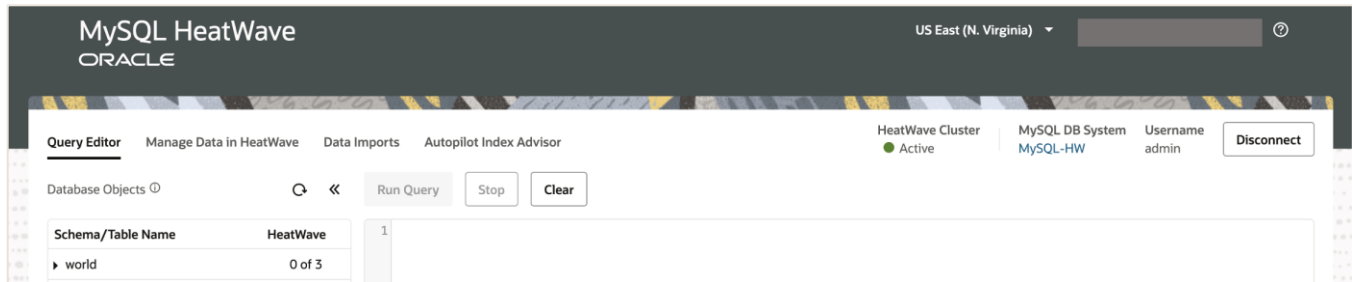 MySQL HeatWave
ORACLE
US East (N. Virginia)
Query Editor Manage Data in HeatWave Data Imports Autopilot Index Advisor
HeatWave Cluster
Active
MySQL DB System
MySQL-HW
Username
admin
Disconnect
Database Objects
Run Query Stop Clear
Schema/Table Name HeatWave
world 0 of 3
1